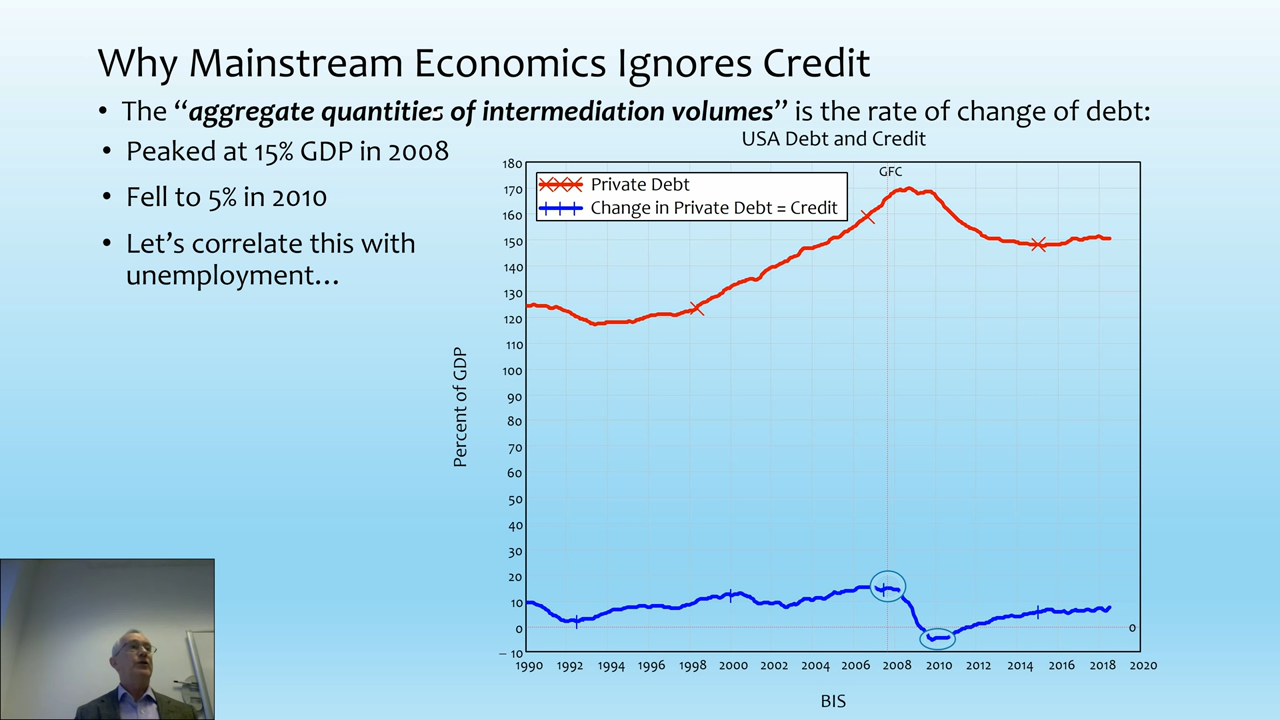 Why Mainstream Economics Ignores Credit
• The “aggregate quantities of intermediation volumes” is the rate of change of debt:
• Peaked at 15% GDP in 2008
• Fell to 5% in 2010
• Let’s correlate this with
unemployment…
USA Debt and Credit
GFC
Private Debt
Change in Private Debt = Credit
Percent of GDP
180
170
160
150
140
130
120
110
100
90
80
70
60
50
40
30
20
10
0
0
– 10
1990 1992 1994 1996 1998 2000 2002 2004 2006 2008 2010 2012 2014 2016 2018 2020
BIS